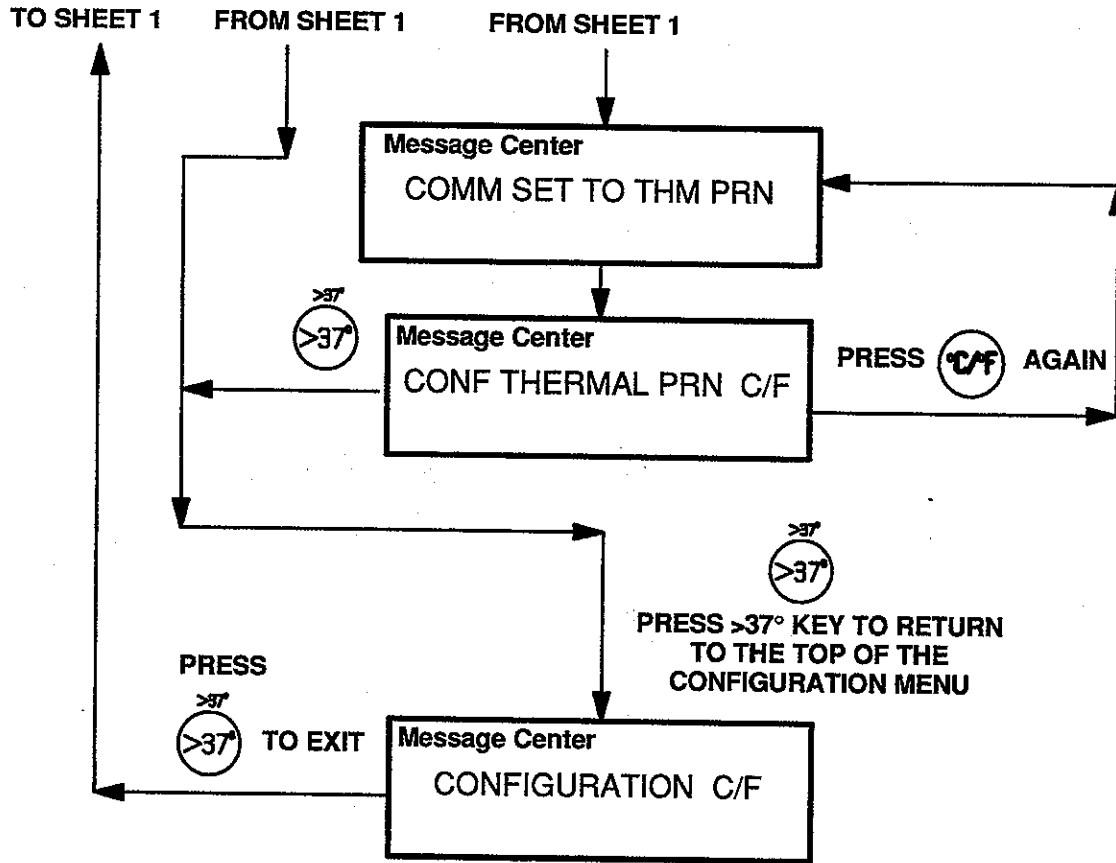 TO SHEET 1 FROM SHEET 1 FROM SHEET 1
Message Center
COMM SET TO THM PRN
>37°
>37°
Message Center
CONF THERMAL PRN C/F
PRESS °C/°F AGAIN
>37°
>37°
PRESS >37° KEY TO RETURN
TO THE TOP OF THE
CONFIGURATION MENU
PRESS
>37°
>37° TO EXIT
Message Center
CONFIGURATION C/F